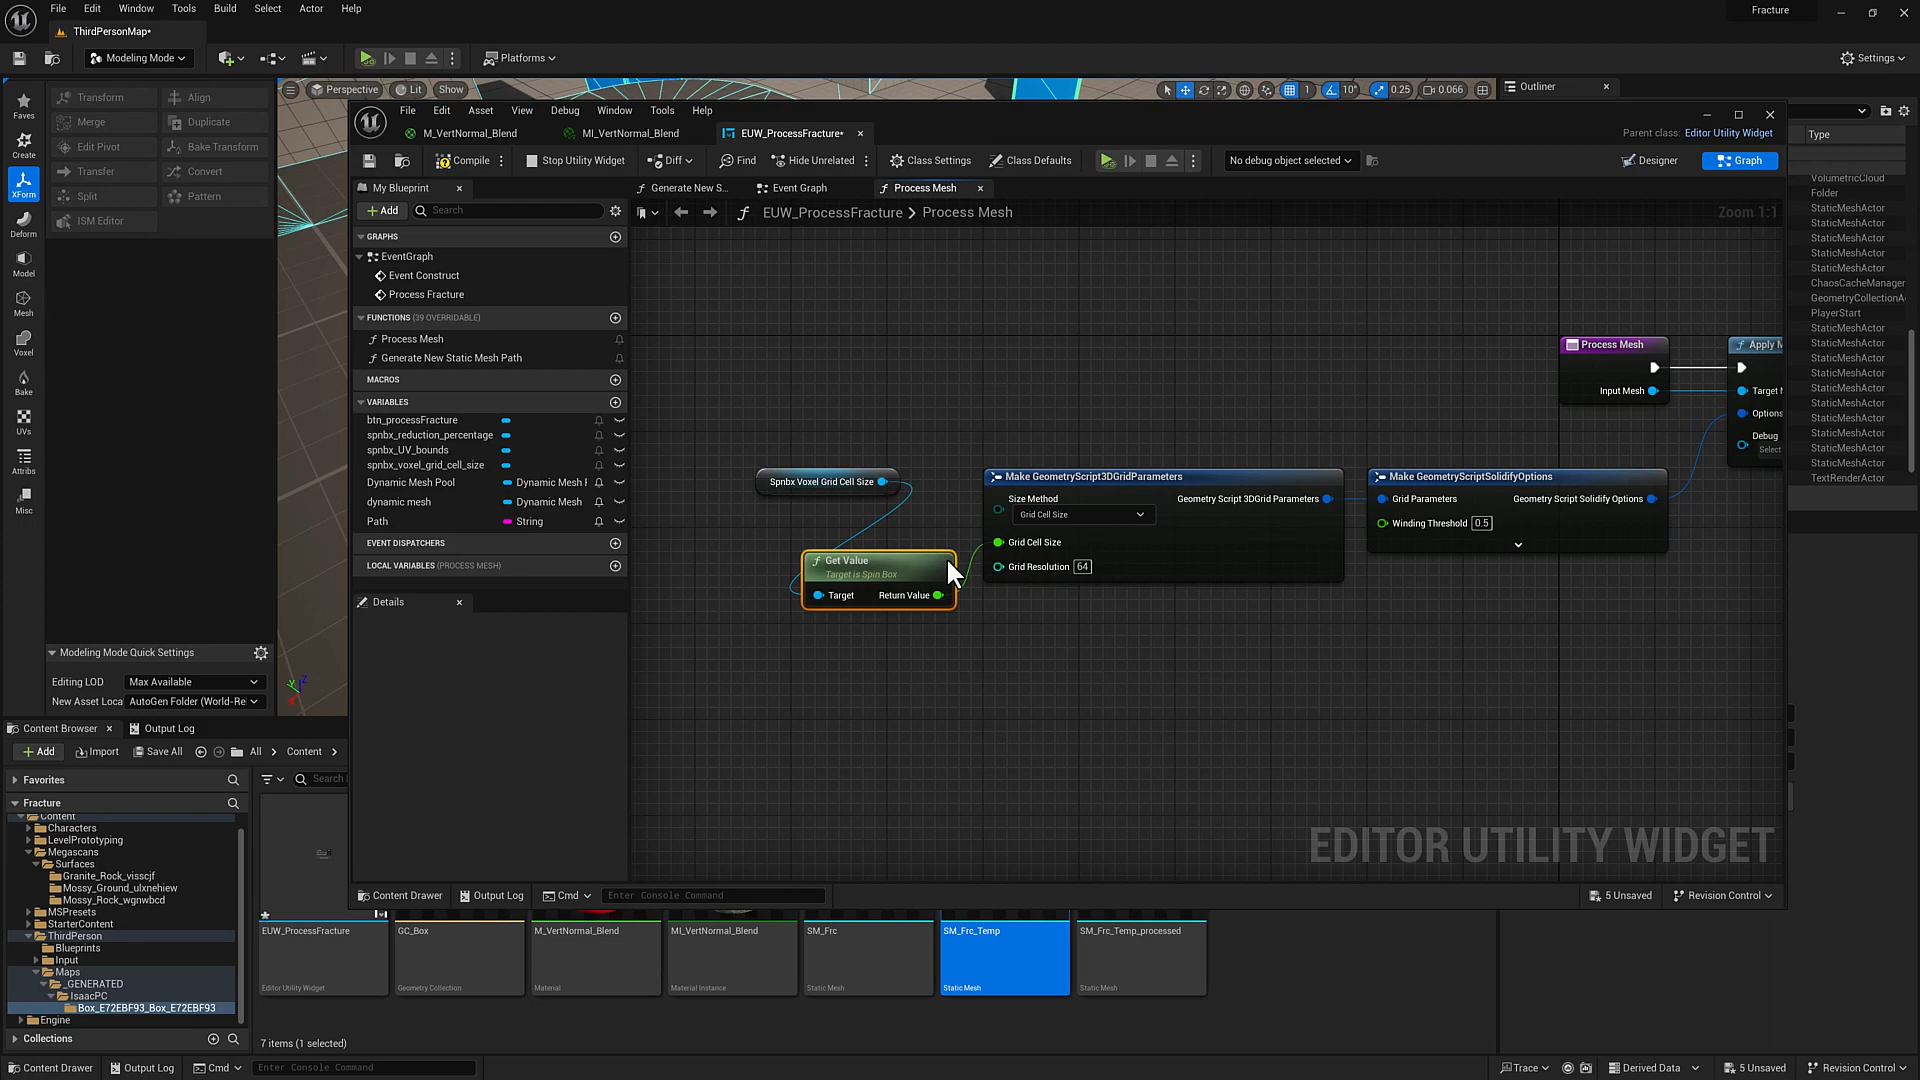 File Edit Window Tools Build Select Actor Help
Fracture
ThirdPersonMap*
Modeling Mode
Platforms
Settings
Transform Align
Merge Duplicate
Edit Pivot Bake Transform
Transfer Convert
Split Pattern
ISM Editor
Faves
Create
XForm
Deform
Model
Mesh
Voxel
Bake
UVs
Attribs
Misc
Perspective Lit Show
1 10° 0.25 0.066
Outliner
Type
VolumetricCloud
Folder
StaticMeshActor
StaticMeshActor
StaticMeshActor
StaticMeshActor
StaticMeshActor
ChaosCacheManager
GeometryCollectionA
PlayerStart
StaticMeshActor
StaticMeshActor
StaticMeshActor
StaticMeshActor
StaticMeshActor
StaticMeshActor
StaticMeshActor
StaticMeshActor
StaticMeshActor
StaticMeshActor
TextRenderActor
File Edit Asset View Debug Window Tools Help
M_VertNormal_Blend
MI_VertNormal_Blend
EUW_ProcessFracture*
Parent class: Editor Utility Widget
Compile
Stop Utility Widget
Diff
Find
Hide Unrelated
Class Settings
Class Defaults
No debug object selected
Designer
Graph
My Blueprint
Add
Search
GRAPHS
EventGraph
Event Construct
Process Fracture
FUNCTIONS (39 OVERRIDABLE)
Process Mesh
Generate New Static Mesh Path
MACROS
VARIABLES
btn_processFracture
spnbx_reduction_percentage
spnbx_UV_bounds
spnbx_voxel_grid_cell_size
Dynamic Mesh Pool Dynamic Mesh P
dynamic mesh Dynamic Mesh
Path String
EVENT DISPATCHERS
LOCAL VARIABLES (PROCESS MESH)
Details
Generate New S...
Event Graph
Process Mesh
EUW_ProcessFracture > Process Mesh
Zoom 1:1
Process Mesh
Input Mesh
Apply M
Target M
Options
Debug
Select
Spnbx Voxel Grid Cell Size
Get Value
Target is Spin Box
Target Return Value
Make GeometryScript3DGridParameters
Size Method
Grid Cell Size
Geometry Script 3DGrid Parameters
Grid Cell Size
Grid Resolution 64
Make GeometryScriptSolidifyOptions
Grid Parameters Geometry Script Solidify Options
Winding Threshold 0.5
EDITOR UTILITY WIDGET
Content Drawer Output Log Cmd Enter Console Command
5 Unsaved Revision Control
Modeling Mode Quick Settings
Editing LOD Max Available
New Asset Loca AutoGen Folder (World-Re
Content Browser Output Log
Add Import Save All All > Content >
Favorites
Search
Fracture
Content
Characters
LevelPrototyping
Megascans
Surfaces
Granite_Rock_visscjf
Mossy_Ground_ulxnehiew
Mossy_Rock_wgnwbcd
MSPresets
StarterContent
ThirdPerson
Blueprints
Input
Maps
_GENERATED
IsaacPC
Box_E72EBF93_Box_E72EBF93
Engine
Collections
EUW_ProcessFracture
Editor Utility Widget
GC_Box
Geometry Collection
M_VertNormal_Blend
Material
MI_VertNormal_Blend
Material Instance
SM_Frc
Static Mesh
SM_Frc_Temp
Static Mesh
SM_Frc_Temp_processed
Static Mesh
7 items (1 selected)
Content Drawer Output Log Cmd Enter Console Command
Trace Derived Data 5 Unsaved Revision Control